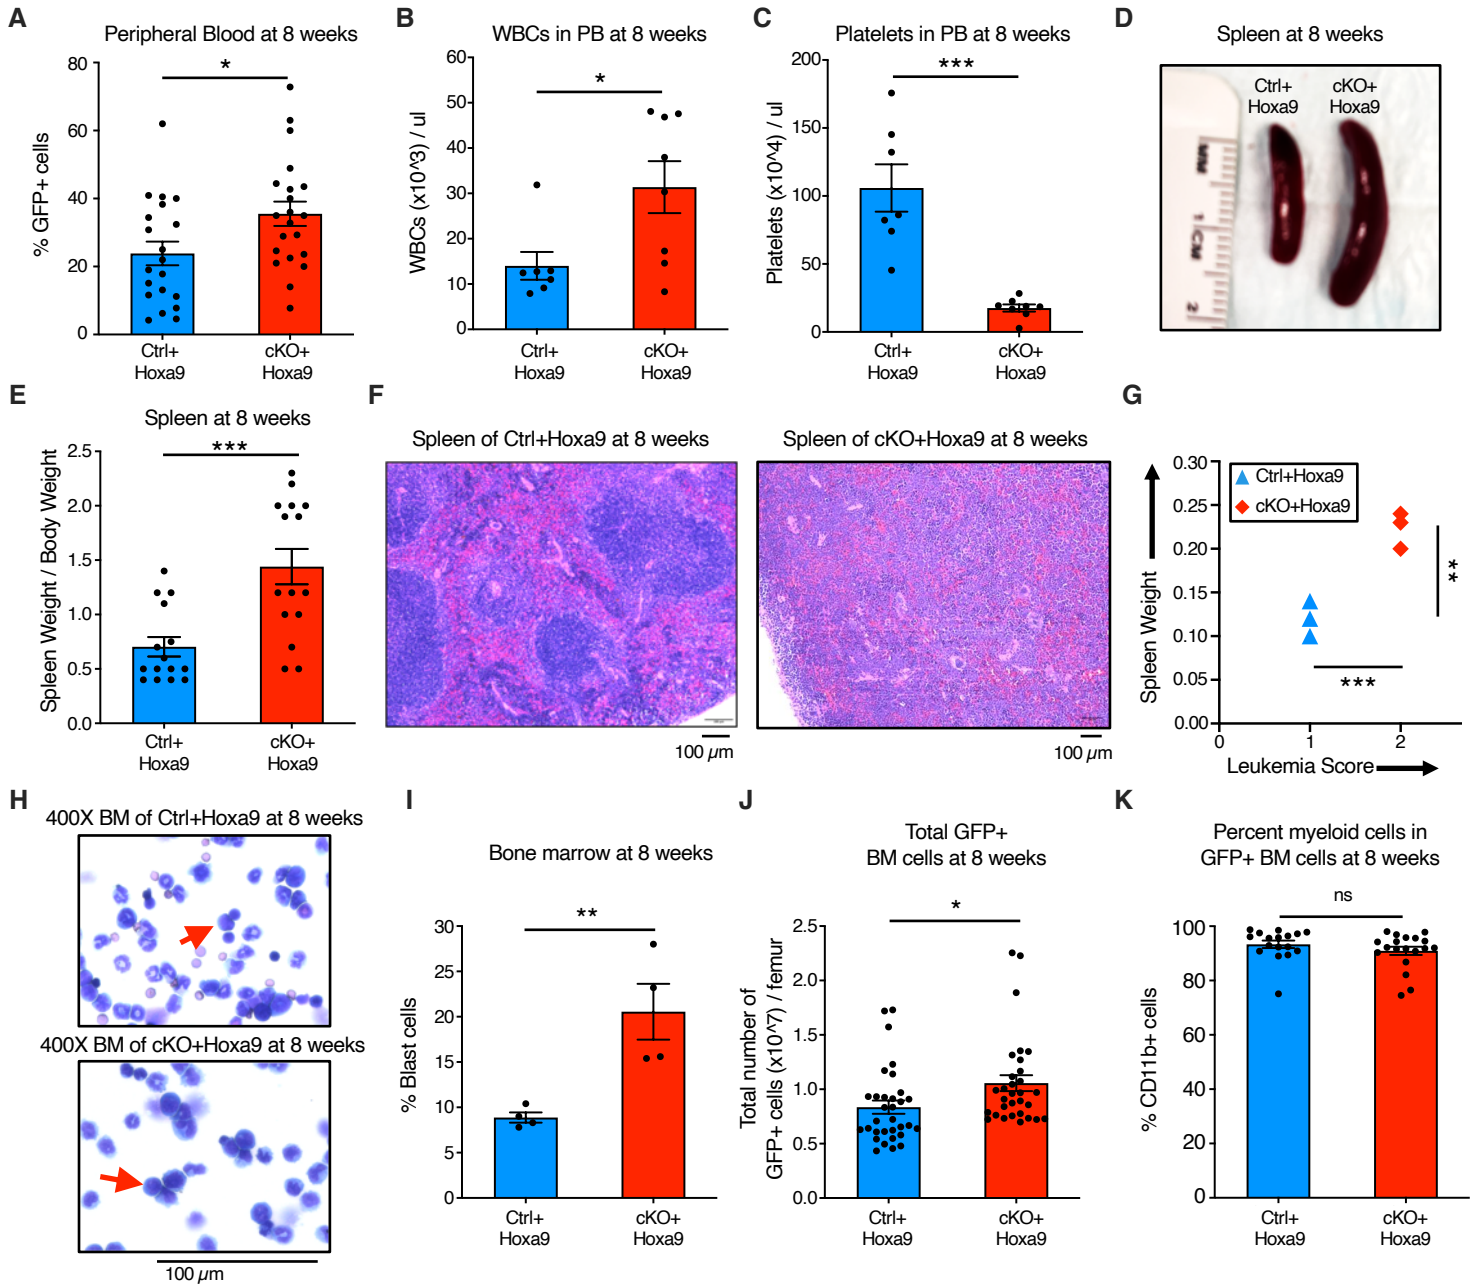 A
Peripheral Blood at 8 weeks
% GFP+ cells
80
60
40
20
0
*
Ctrl+
Hoxa9
cKO+
Hoxa9
B
WBCs in PB at 8 weeks
WBCs (x10^3) / ul
60
50
40
30
20
10
0
*
Ctrl+
Hoxa9
cKO+
Hoxa9
C
Platelets in PB at 8 weeks
Platelets (x10^4) / ul
200
150
100
50
0
***
Ctrl+
Hoxa9
cKO+
Hoxa9
D
Spleen at 8 weeks
Ctrl+
Hoxa9
cKO+
Hoxa9
1
CM
2
E
Spleen at 8 weeks
Spleen Weight / Body Weight
2.5
2.0
1.5
1.0
0.5
0.0
***
Ctrl+
Hoxa9
cKO+
Hoxa9
F
Spleen of Ctrl+Hoxa9 at 8 weeks
100 µm
Spleen of cKO+Hoxa9 at 8 weeks
100 µm
G
Spleen Weight
0.30
0.25
0.20
0.15
0.10
0.05
0.00
Ctrl+Hoxa9
cKO+Hoxa9
**
***
0
1
2
Leukemia Score
H
400X BM of Ctrl+Hoxa9 at 8 weeks
400X BM of cKO+Hoxa9 at 8 weeks
100 µm
I
Bone marrow at 8 weeks
% Blast cells
30
25
20
15
10
5
0
**
Ctrl+
Hoxa9
cKO+
Hoxa9
J
Total GFP+
BM cells at 8 weeks
Total number of
GFP+ cells (x10^7) / femur
2.5
2.0
1.5
1.0
0.5
0.0
*
Ctrl+
Hoxa9
cKO+
Hoxa9
K
Percent myeloid cells in
GFP+ BM cells at 8 weeks
% CD11b+ cells
100
80
60
40
20
0
ns
Ctrl+
Hoxa9
cKO+
Hoxa9